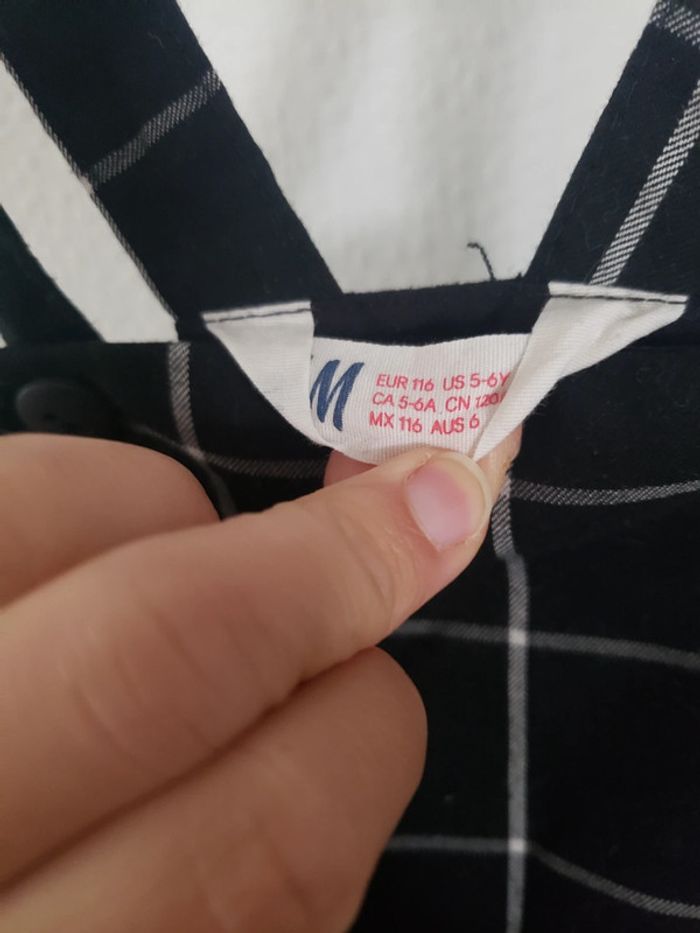 M
EUR 116 US 5-6Y
CA 5-6A CN 120
MX 116 AUS 6